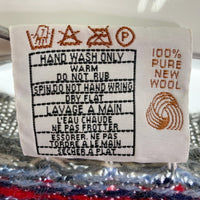 P
HAND WASH ONLY
WARM
DO NOT RUB
SPIN.DO NOT HAND WRING.
DRY FLAT
LAVAGE A MAIN
L'EAU CHAUDE
NE PAS FROTTER
ESSORER. NE PAS
TORDRE A LE MAIN
SECHER A PLAT
100%
PURE
NEW
WOOL